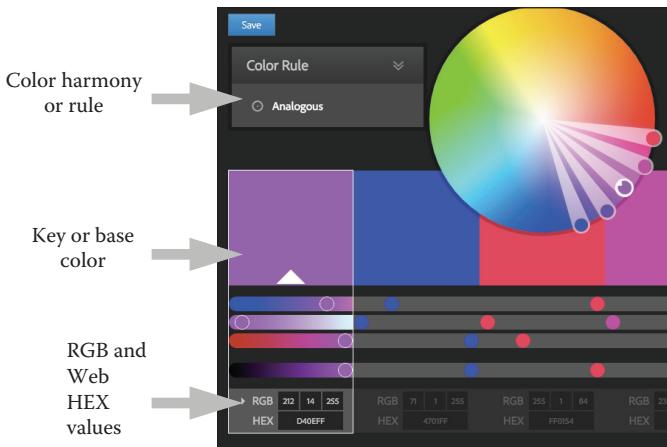 Save
Color Rule
Analogous
Color harmony
or rule
Key or base
color
RGB and
Web
HEX
values
RGB 212 14 255
HEX D40EFF
RGB 71 1 255
HEX 4701FF
RGB 255 1 84
HEX FF0154
RGB
HEX